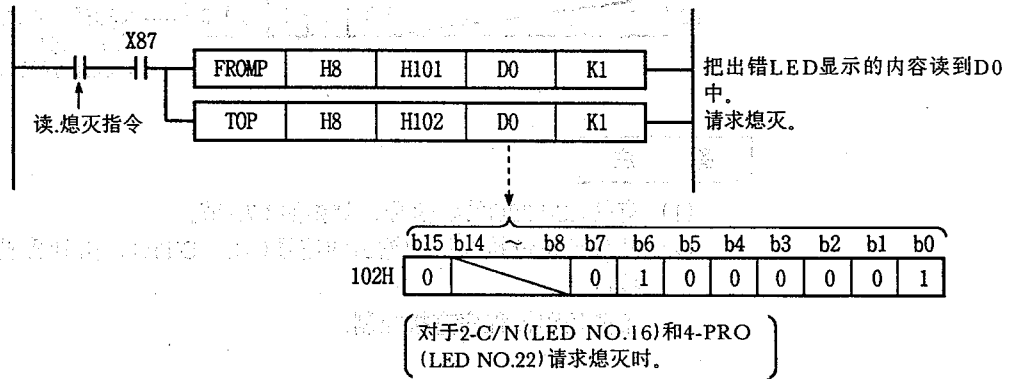 X87
FROMP H8 H101 D0 K1
把出错LED显示的内容读到D0
中。
读.熄灭指令
TOP H8 H102 D0 K1
请求熄灭。
b15 b14 ～ b8 b7 b6 b5 b4 b3 b2 b1 b0
102H 0 0 1 0 0 0 0 0 1
对于2-C/N(LED NO.16)和4-PRO
(LED NO.22)请求熄灭时。